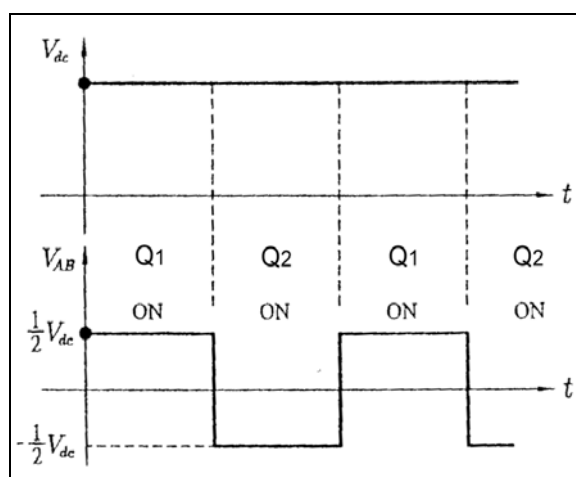 V_dc
t
V_AB Q1 Q2 Q1 Q2
ON ON ON ON
1/2 V_dc
t
-1/2 V_dc